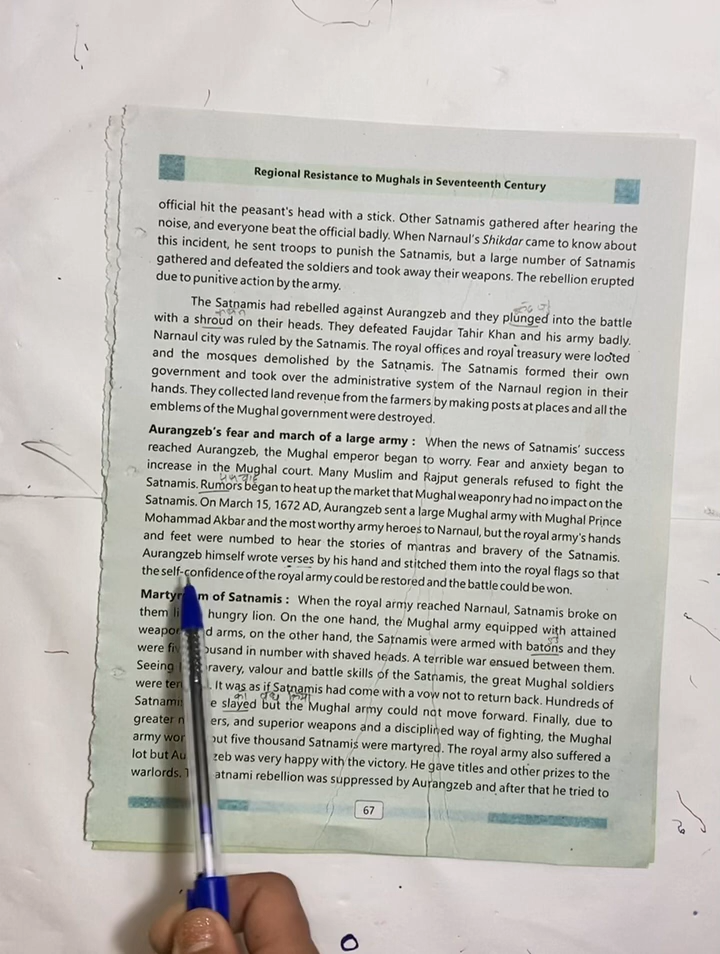 Regional Resistance to Mughals in Seventeenth Century
official hit the peasant's head with a stick. Other Satnamis gathered after hearing the
noise, and everyone beat the official badly. When Narnaul's Shikdar came to know about
this incident, he sent troops to punish the Satnamis, but a large number of Satnamis
gathered and defeated the soldiers and took away their weapons. The rebellion erupted
due to punitive action by the army.
The Satnamis had rebelled against Aurangzeb and they plunged into the battle
with a shroud on their heads. They defeated Faujdar Tahir Khan and his army badly.
Narnaul city was ruled by the Satnamis. The royal offices and royal treasury were looted
and the mosques demolished by the Satnamis. The Satnamis formed their own
government and took over the administrative system of the Narnaul region in their
hands. They collected land revenue from the farmers by making posts at places and all the
emblems of the Mughal government were destroyed.
Aurangzeb's fear and march of a large army : When the news of Satnamis' success
reached Aurangzeb, the Mughal emperor began to worry. Fear and anxiety began to
increase in the Mughal court. Many Muslim and Rajput generals refused to fight the
Satnamis. Rumors began to heat up the market that Mughal weaponry had no impact on the
Satnamis. On March 15, 1672 AD, Aurangzeb sent a large Mughal army with Mughal Prince
Mohammad Akbar and the most worthy army heroes to Narnaul, but the royal army's hands
and feet were numbed to hear the stories of mantras and bravery of the Satnamis.
Aurangzeb himself wrote verses by his hand and stitched them into the royal flags so that
the self-confidence of the royal army could be restored and the battle could be won.
of Satnamis : When the royal army reached Narnaul, Satnamis broke on
them hungry lion. On the one hand, the Mughal army equipped with attained
arms, on the other hand, the Satnamis were armed with batons and they
were in number with shaved heads. A terrible war ensued between them.
Seeing bravery, valour and battle skills of the Satnamis, the great Mughal soldiers
were It was as if Satnamis had come with a vow not to return back. Hundreds of
slayed but the Mughal army could not move forward. Finally, due to
greater and superior weapons and a disciplined way of fighting, the Mughal
army five thousand Satnamis were martyred. The royal army also suffered a
lot but was very happy with the victory. He gave titles and other prizes to the
warlords. rebellion was suppressed by Aurangzeb and after that he tried to
67